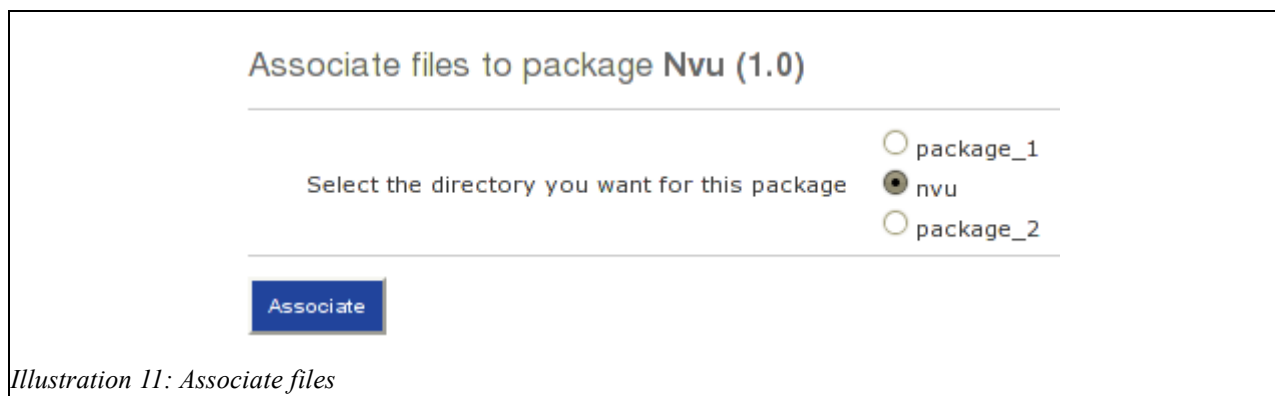 Associate files to package Nvu (1.0)
package_1
Select the directory you want for this package
nvu
package_2
Associate
Illustration 11: Associate files